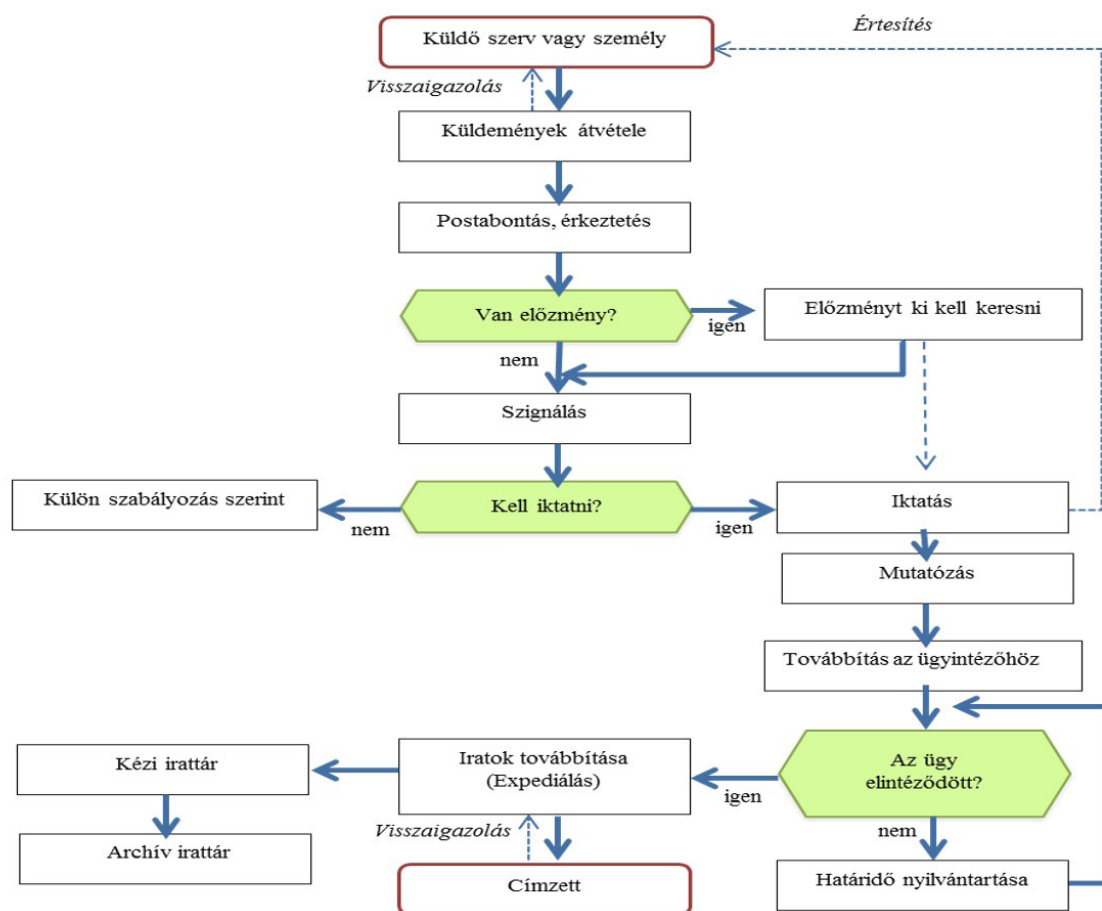 Küldő szerv vagy személy
Értesítés
Visszaigazolás
Küldemények átvétele
Postabontás, érkeztetés
Van előzmény?
igen
Előzményt ki kell keresni
nem
Szignálás
Külön szabályozás szerint
nem
Kell iktatni?
igen
Iktatás
Mutatózás
Továbbítás az ügyintézőhöz
Kézi irattár
Iratok továbbítása
(Expediálás)
igen
Az ügy
elintéződött?
nem
Archív irattár
Visszaigazolás
Címzett
Határidő nyilvántartása